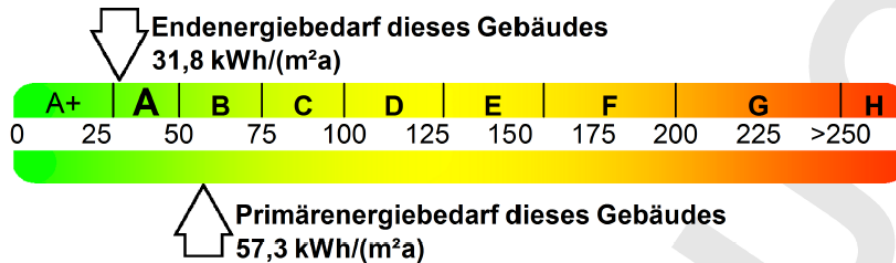 Endenergiebedarf dieses Gebäudes
31,8 kWh/(m²a)
A+ A B C D E F G H
0 25 50 75 100 125 150 175 200 225 >250
Primärenergiebedarf dieses Gebäudes
57,3 kWh/(m²a)